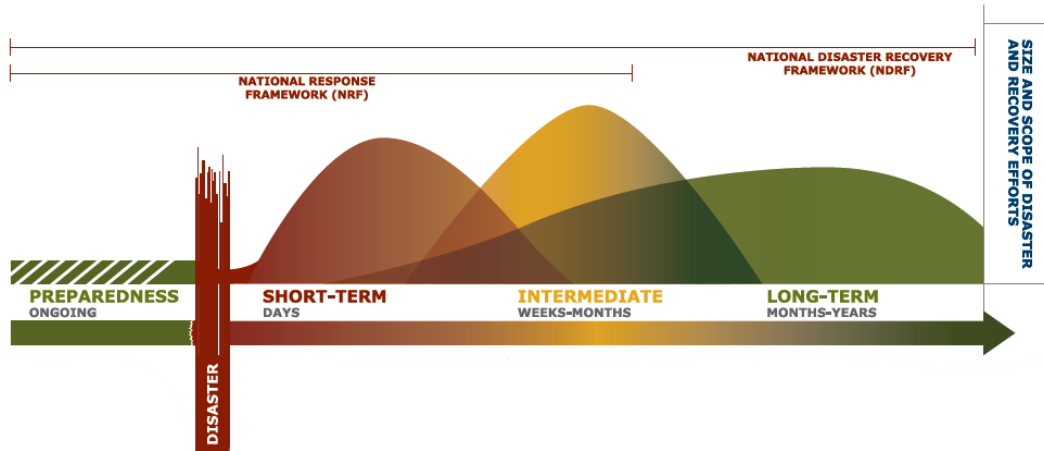 NATIONAL DISASTER RECOVERY
FRAMEWORK (NDRF)
NATIONAL RESPONSE
FRAMEWORK (NRF)
SIZE AND SCOPE OF DISASTER
AND RECOVERY EFFORTS
PREPAREDNESS
ONGOING
SHORT-TERM
DAYS
INTERMEDIATE
WEEKS-MONTHS
LONG-TERM
MONTHS-YEARS
DISASTER